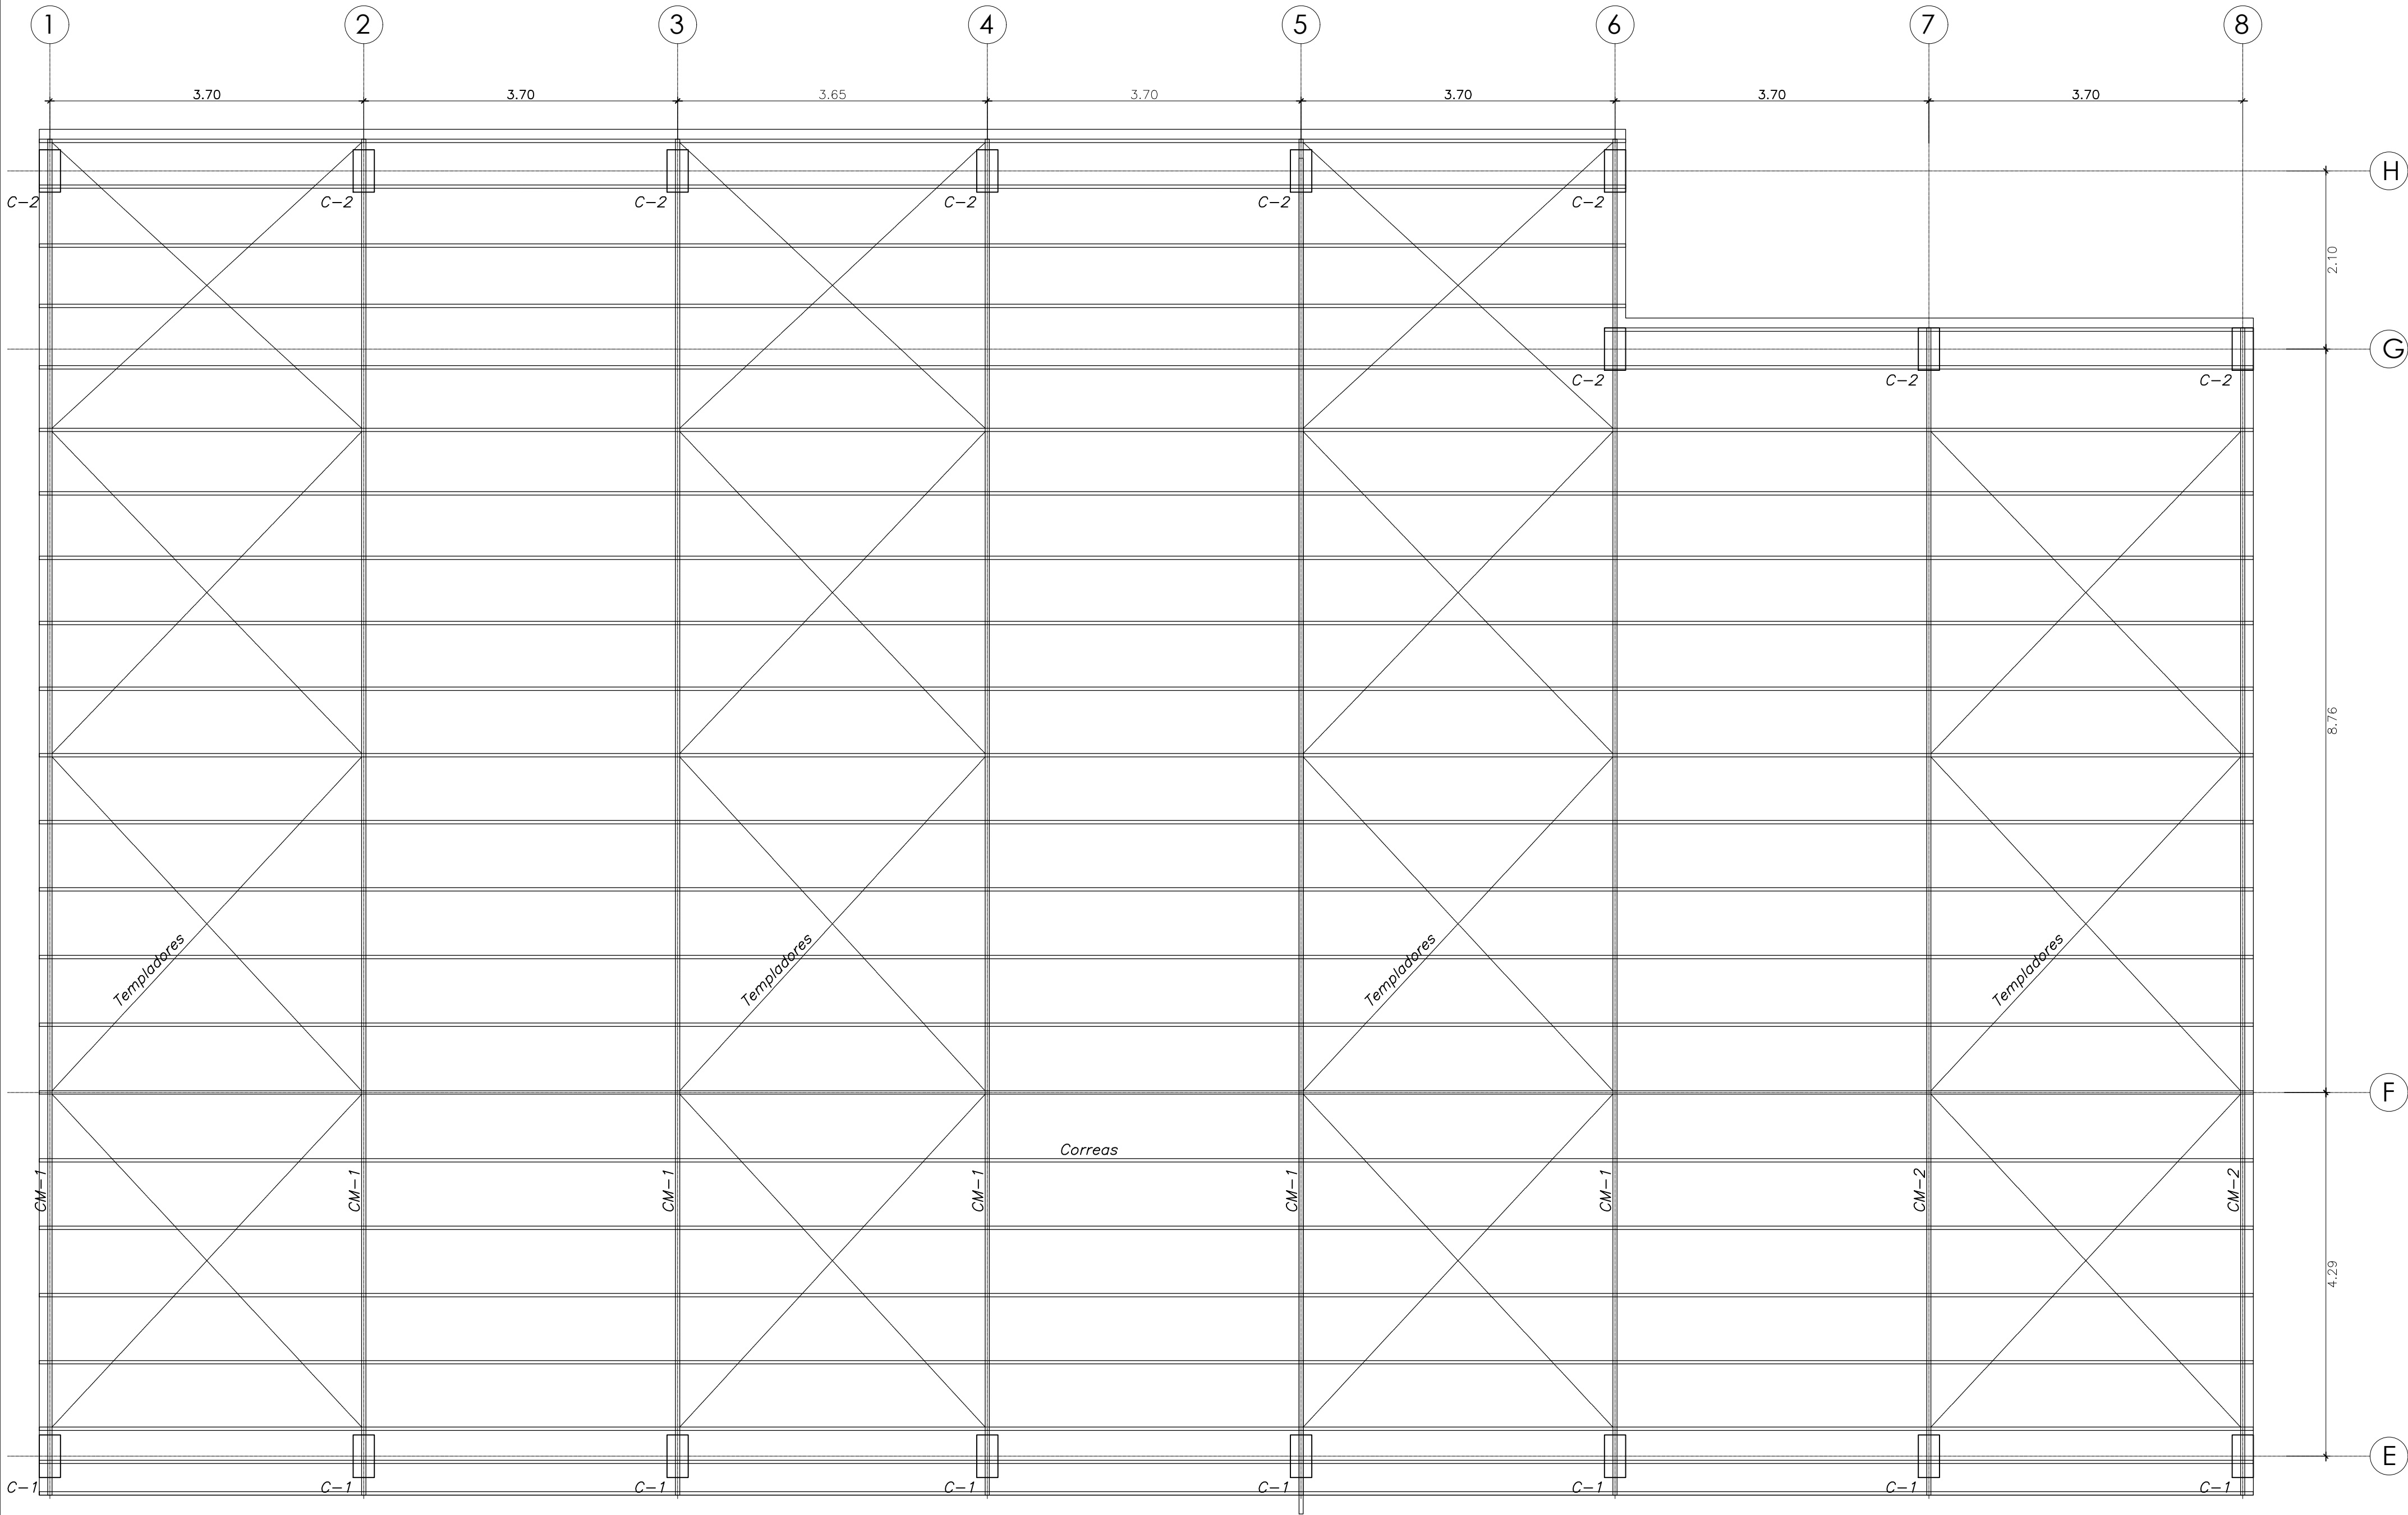 1 2 3 4 5 6 7 8
3.70 3.70 3.65 3.70 3.70 3.70 3.70
H
C-2 C-2 C-2 C-2 C-2 C-2
2.10
G
C-2 C-2 C-2
8.76
Templadores Templadores Templadores Templadores
F
Correas
CM-1 CM-1 CM-1 CM-1 CM-1 CM-1 CM-2 CM-2
4.29
E
C-1 C-1 C-1 C-1 C-1 C-1 C-1 C-1